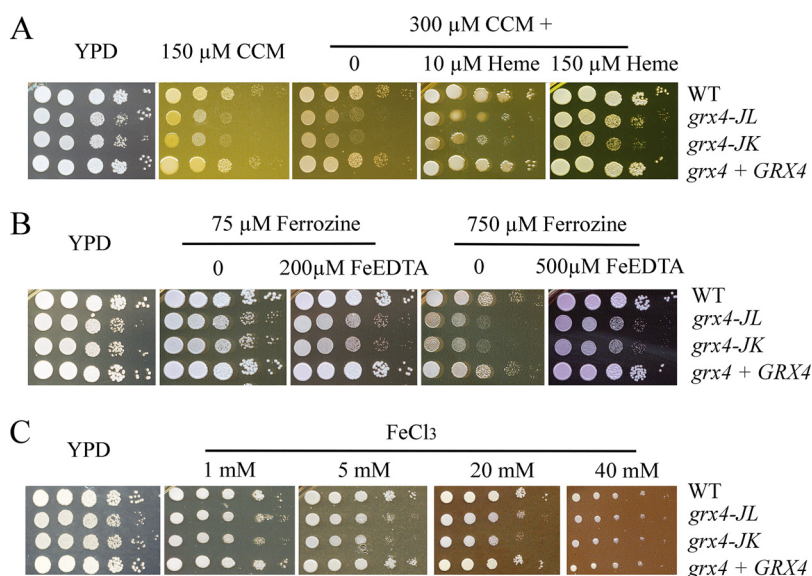 A
300 µM CCM +
YPD 150 µM CCM
0 10 µM Heme 150 µM Heme
WT
grx4-JL
grx4-JK
grx4 + GRX4
B
75 µM Ferrozine 750 µM Ferrozine
YPD
0 200µM FeEDTA 0 500µM FeEDTA
WT
grx4-JL
grx4-JK
grx4 + GRX4
C
FeCl3
YPD
1 mM 5 mM 20 mM 40 mM
WT
grx4-JL
grx4-JK
grx4 + GRX4